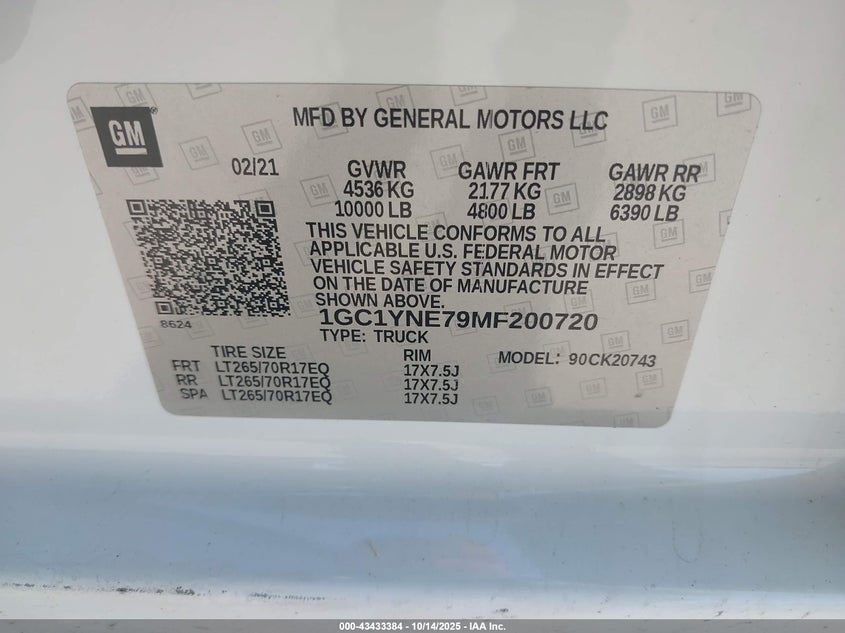 GM
MFD BY GENERAL MOTORS LLC
02/21
GVWR GAWR FRT GAWR RR
4536 KG 2177 KG 2898 KG
10000 LB 4800 LB 6390 LB
THIS VEHICLE CONFORMS TO ALL
APPLICABLE U.S. FEDERAL MOTOR
VEHICLE SAFETY STANDARDS IN EFFECT
ON THE DATE OF MANUFACTURE
SHOWN ABOVE.
8624
1GC1YNE79MF200720
TYPE: TRUCK
TIRE SIZE RIM MODEL: 90CK20743
FRT LT265/70R17EQ 17X7.5J
RR LT265/70R17EQ 17X7.5J
SPA LT265/70R17EQ 17X7.5J
000-43433384 | 10/14/2025 - IAA Inc.